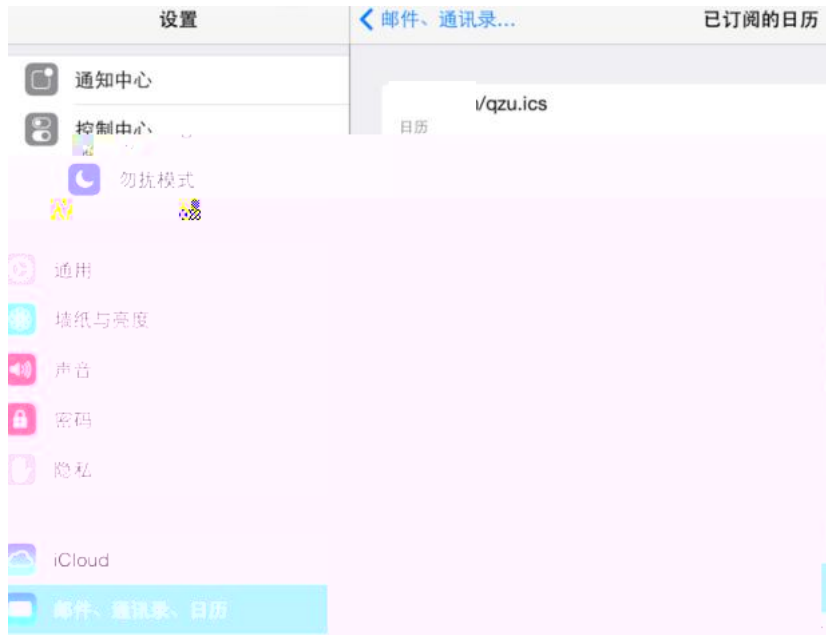 设置
邮件、通讯录...
已订阅的日历
通知中心
/qzu.ics
日历
控制中心
勿扰模式
通用
墙纸与亮度
声音
密码
隐私
iCloud
邮件、通讯录、日历